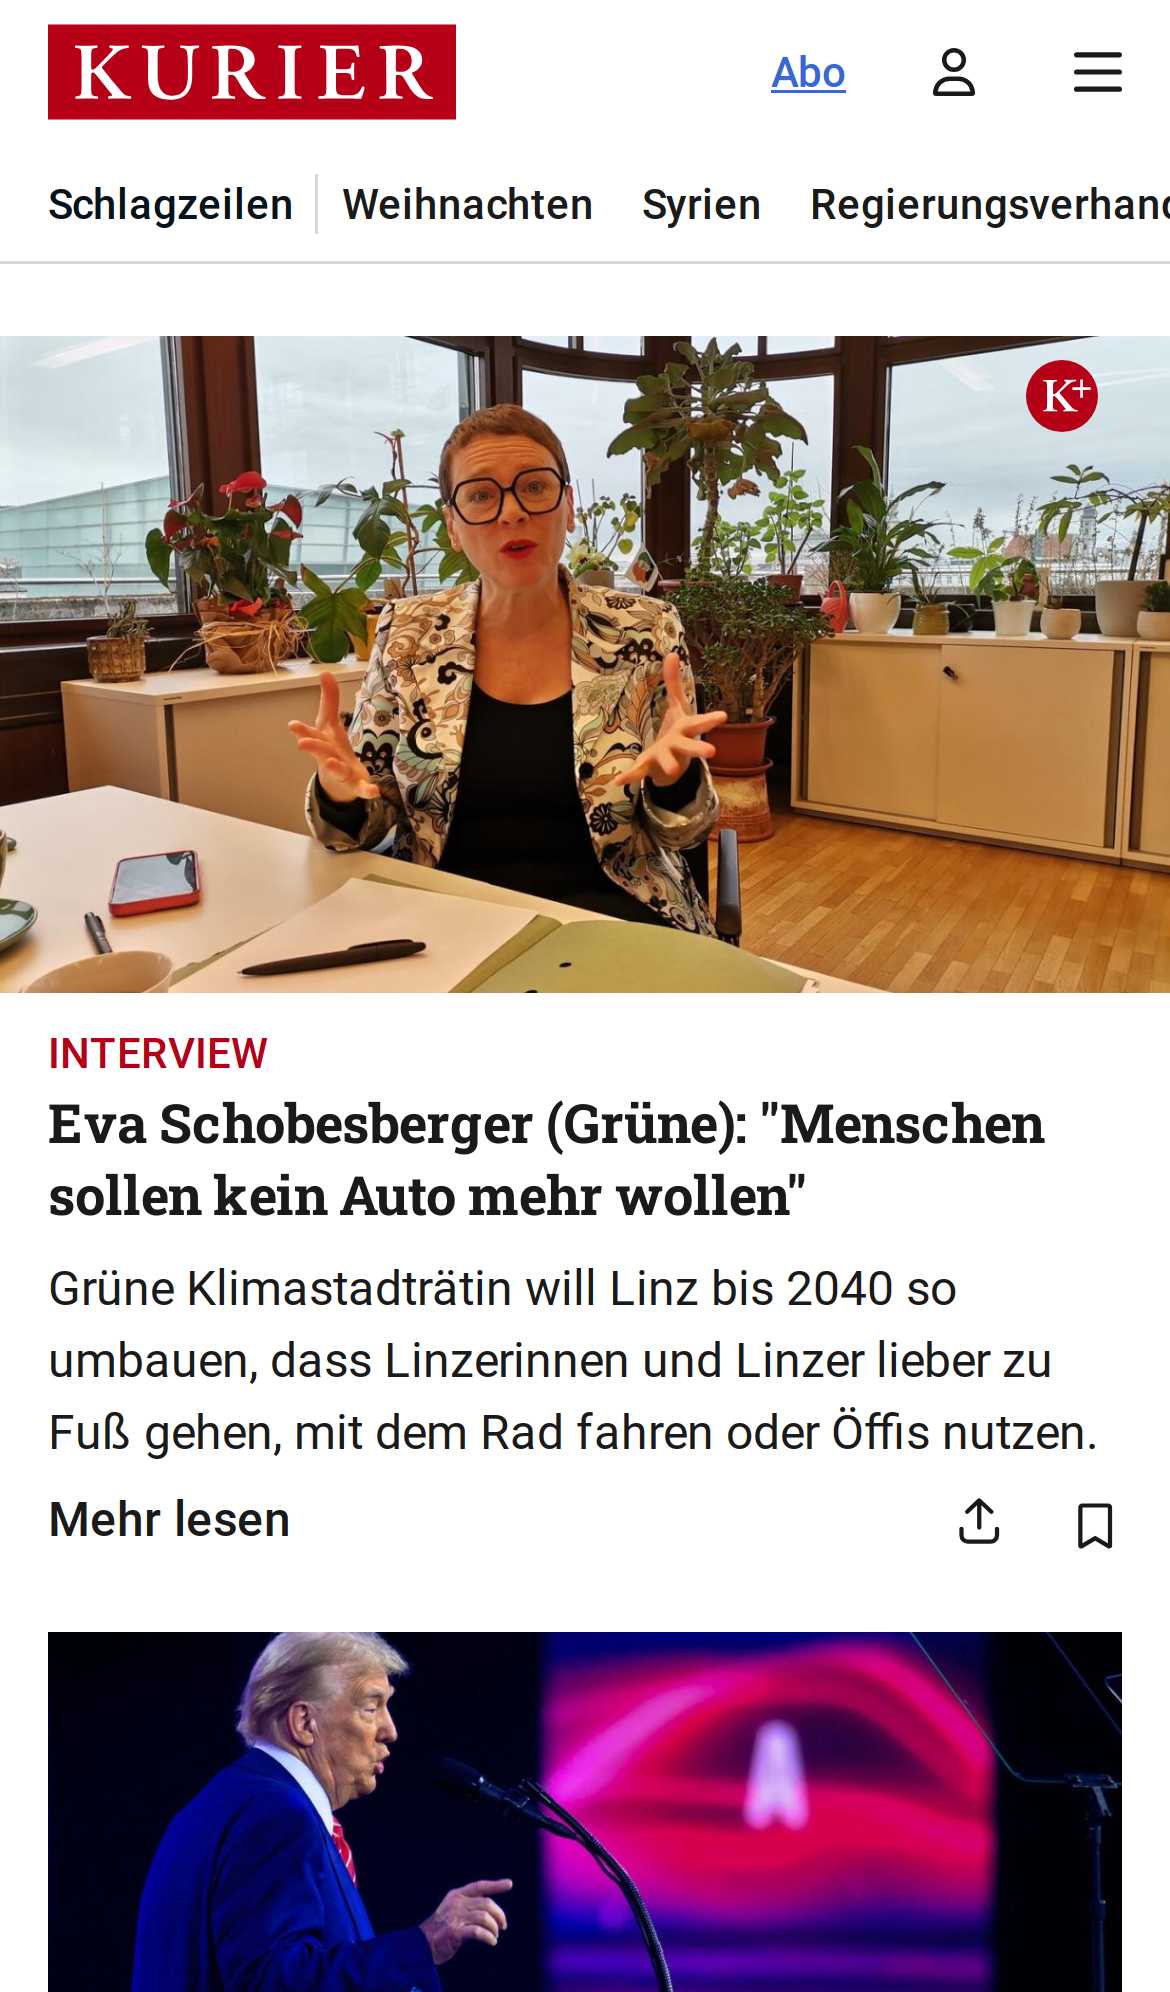 KURIER
Abo
Schlagzeilen
Weihnachten
Syrien
Regierungsverhand
K+
INTERVIEW
Eva Schobesberger (Grüne): "Menschen
sollen kein Auto mehr wollen"
Grüne Klimastadträtin will Linz bis 2040 so
umbauen, dass Linzerinnen und Linzer lieber zu
Fuß gehen, mit dem Rad fahren oder Öffis nutzen.
Mehr lesen